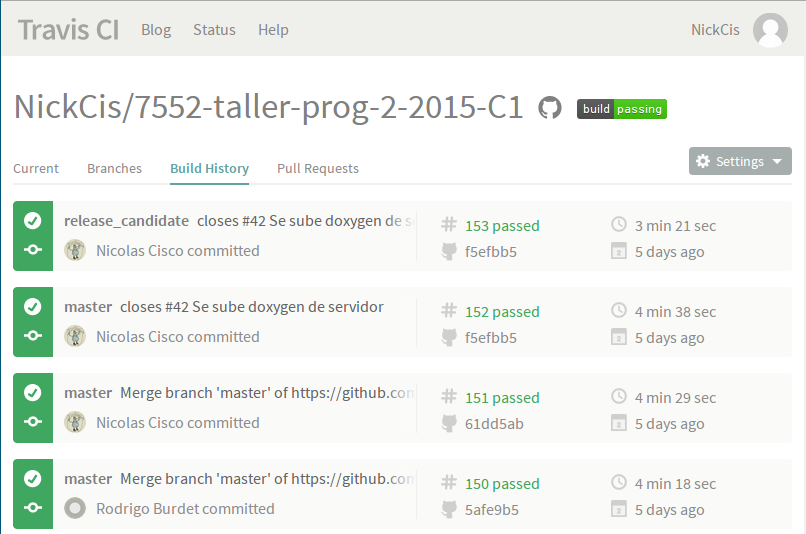 Travis CI Blog Status Help NickCis
NickCis/7552-taller-prog-2-2015-C1 build passing
Current Branches Build History Pull Requests Settings
release_candidate closes #42 Se sube doxygen de s
153 passed 3 min 21 sec
Nicolas Cisco committed f5efbb5 5 days ago
master closes #42 Se sube doxygen de servidor
152 passed 4 min 38 sec
Nicolas Cisco committed f5efbb5 5 days ago
master Merge branch 'master' of https://github.com
151 passed 4 min 29 sec
Nicolas Cisco committed 61dd5ab 5 days ago
master Merge branch 'master' of https://github.com
150 passed 4 min 18 sec
Rodrigo Burdet committed 5afe9b5 5 days ago